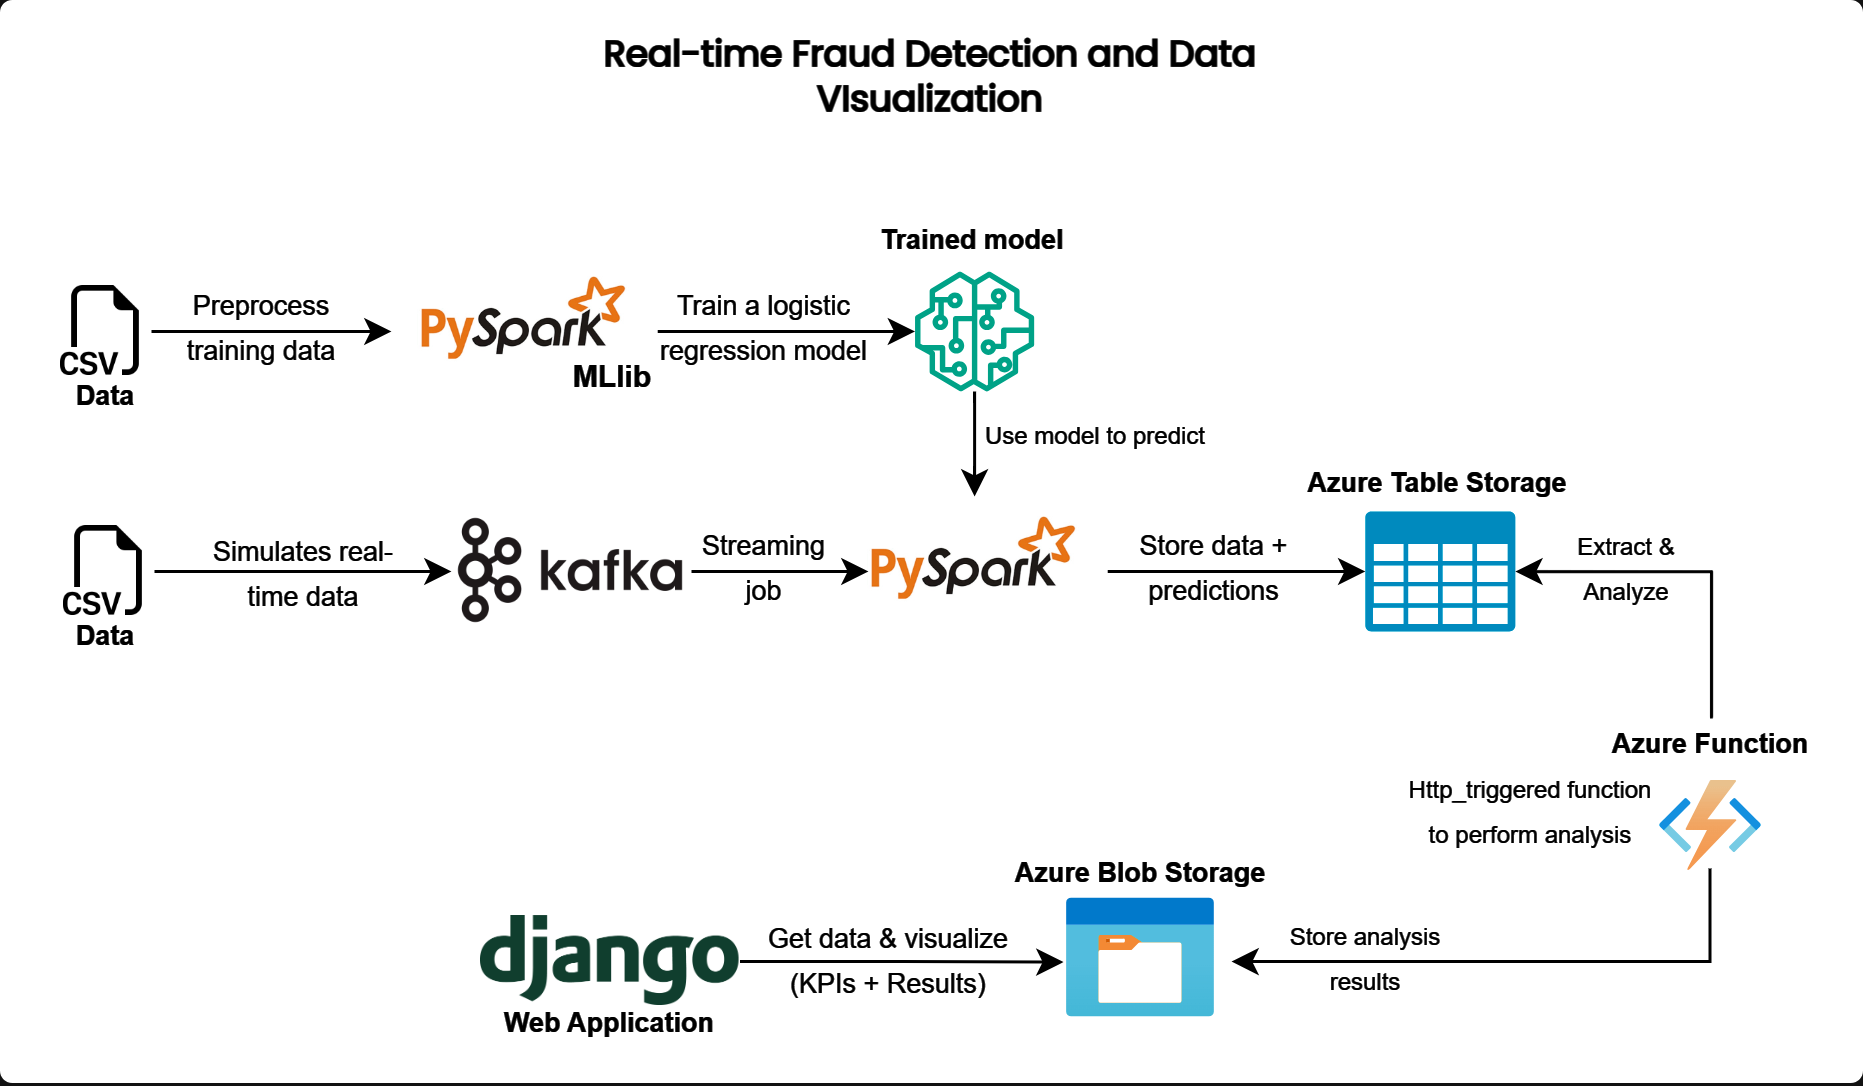 Real-time Fraud Detection and Data
VIsualization
Trained model
Preprocess
training data
CSV
Data
PySpark
MLlib
Train a logistic
regression model
Use model to predict
Azure Table Storage
CSV
Data
Simulates real-
time data
kafka
Streaming
job
PySpark
Store data +
predictions
Extract &
Analyze
Azure Function
Http_triggered function
to perform analysis
Azure Blob Storage
django
Web Application
Get data & visualize
(KPIs + Results)
Store analysis
results